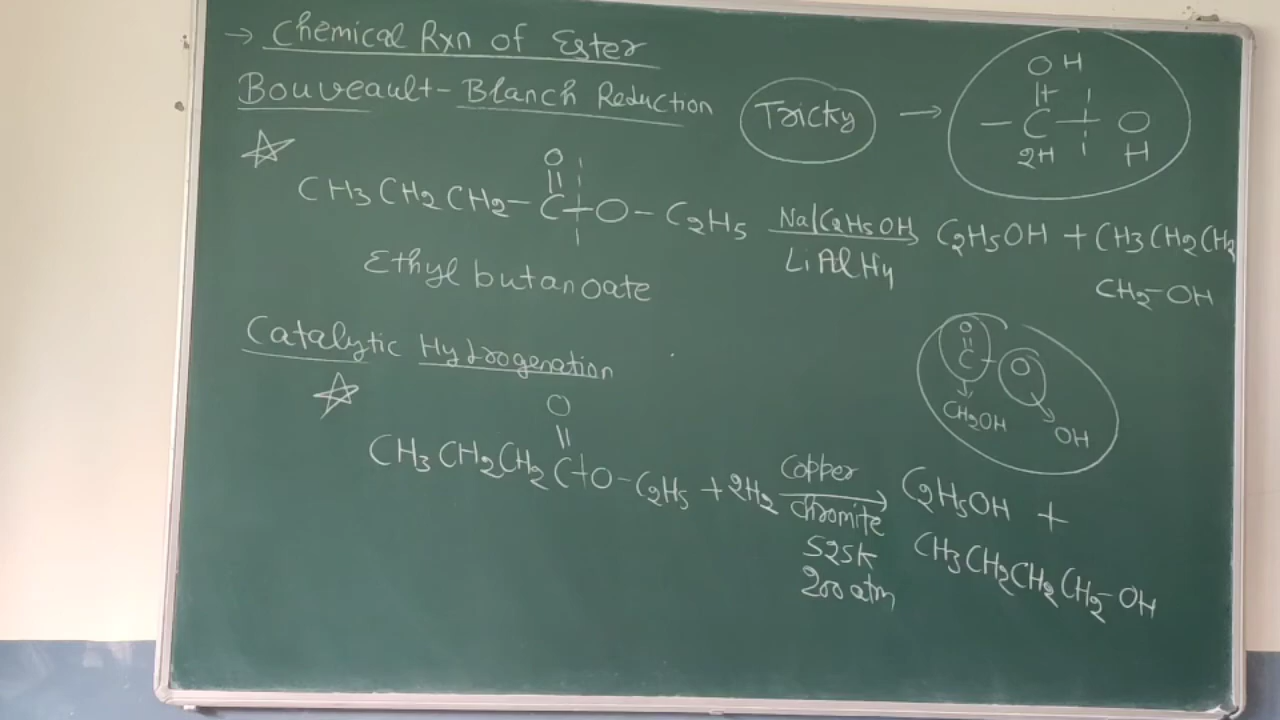 → Chemical Rxn of Ester
Bouveault-Blanch Reduction
Tricky →
OH
|+
— C — O
2H H
O
||
CH3CH2CH2–C–O–C2H5 Na/C2H5OH C2H5OH + CH3CH2CH2
LiAlH4 CH2–OH
Ethyl butanoate
O
||
C – O
CH2OH OH
Catalytic Hydrogenation
O
||
CH3CH2CH2C–O–C2H5 + 2H2 Copper C2H5OH +
chromite
525K CH3CH2CH2CH2–OH
200 atm